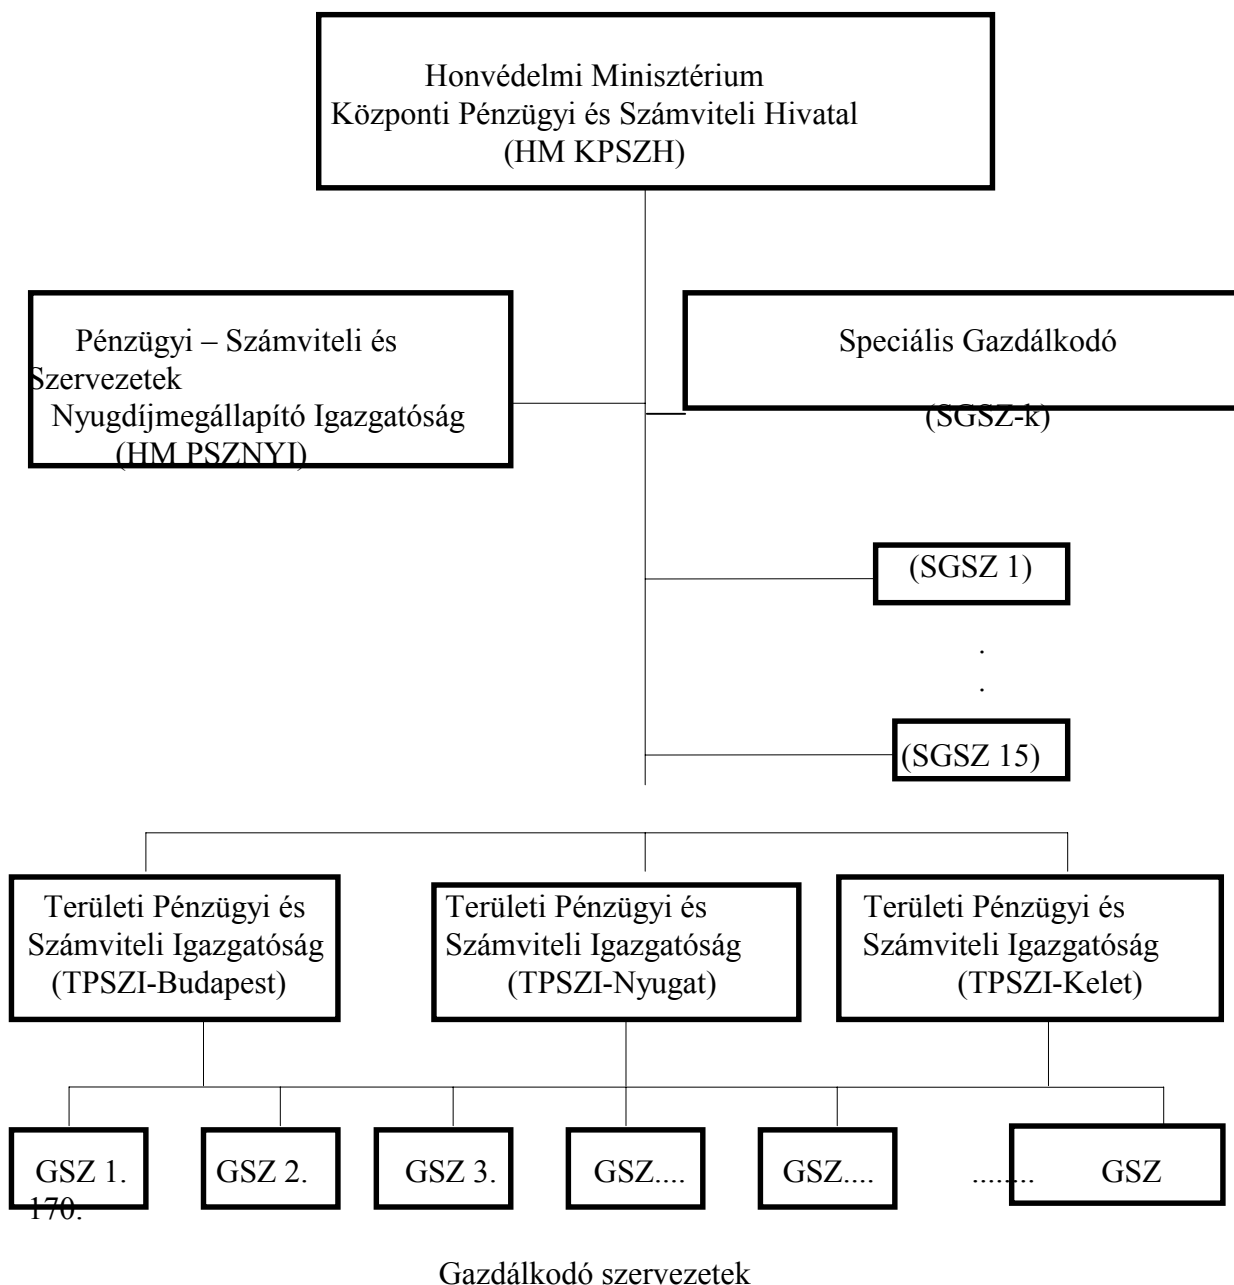 Honvédelmi Minisztérium
Központi Pénzügyi és Számviteli Hivatal
(HM KPSZH)
Pénzügyi – Számviteli és Speciális Gazdálkodó
Szervezetek
Nyugdíjmegállapító Igazgatóság (SGSZ-k)
(HM PSZNYI)
(SGSZ 1)
.
.
(SGSZ 15)
Területi Pénzügyi és Területi Pénzügyi és Területi Pénzügyi és
Számviteli Igazgatóság Számviteli Igazgatóság Számviteli Igazgatóság
(TPSZI-Budapest) (TPSZI-Nyugat) (TPSZI-Kelet)
GSZ 1. GSZ 2. GSZ 3. GSZ.... GSZ.... ........ GSZ
170.
Gazdálkodó szervezetek